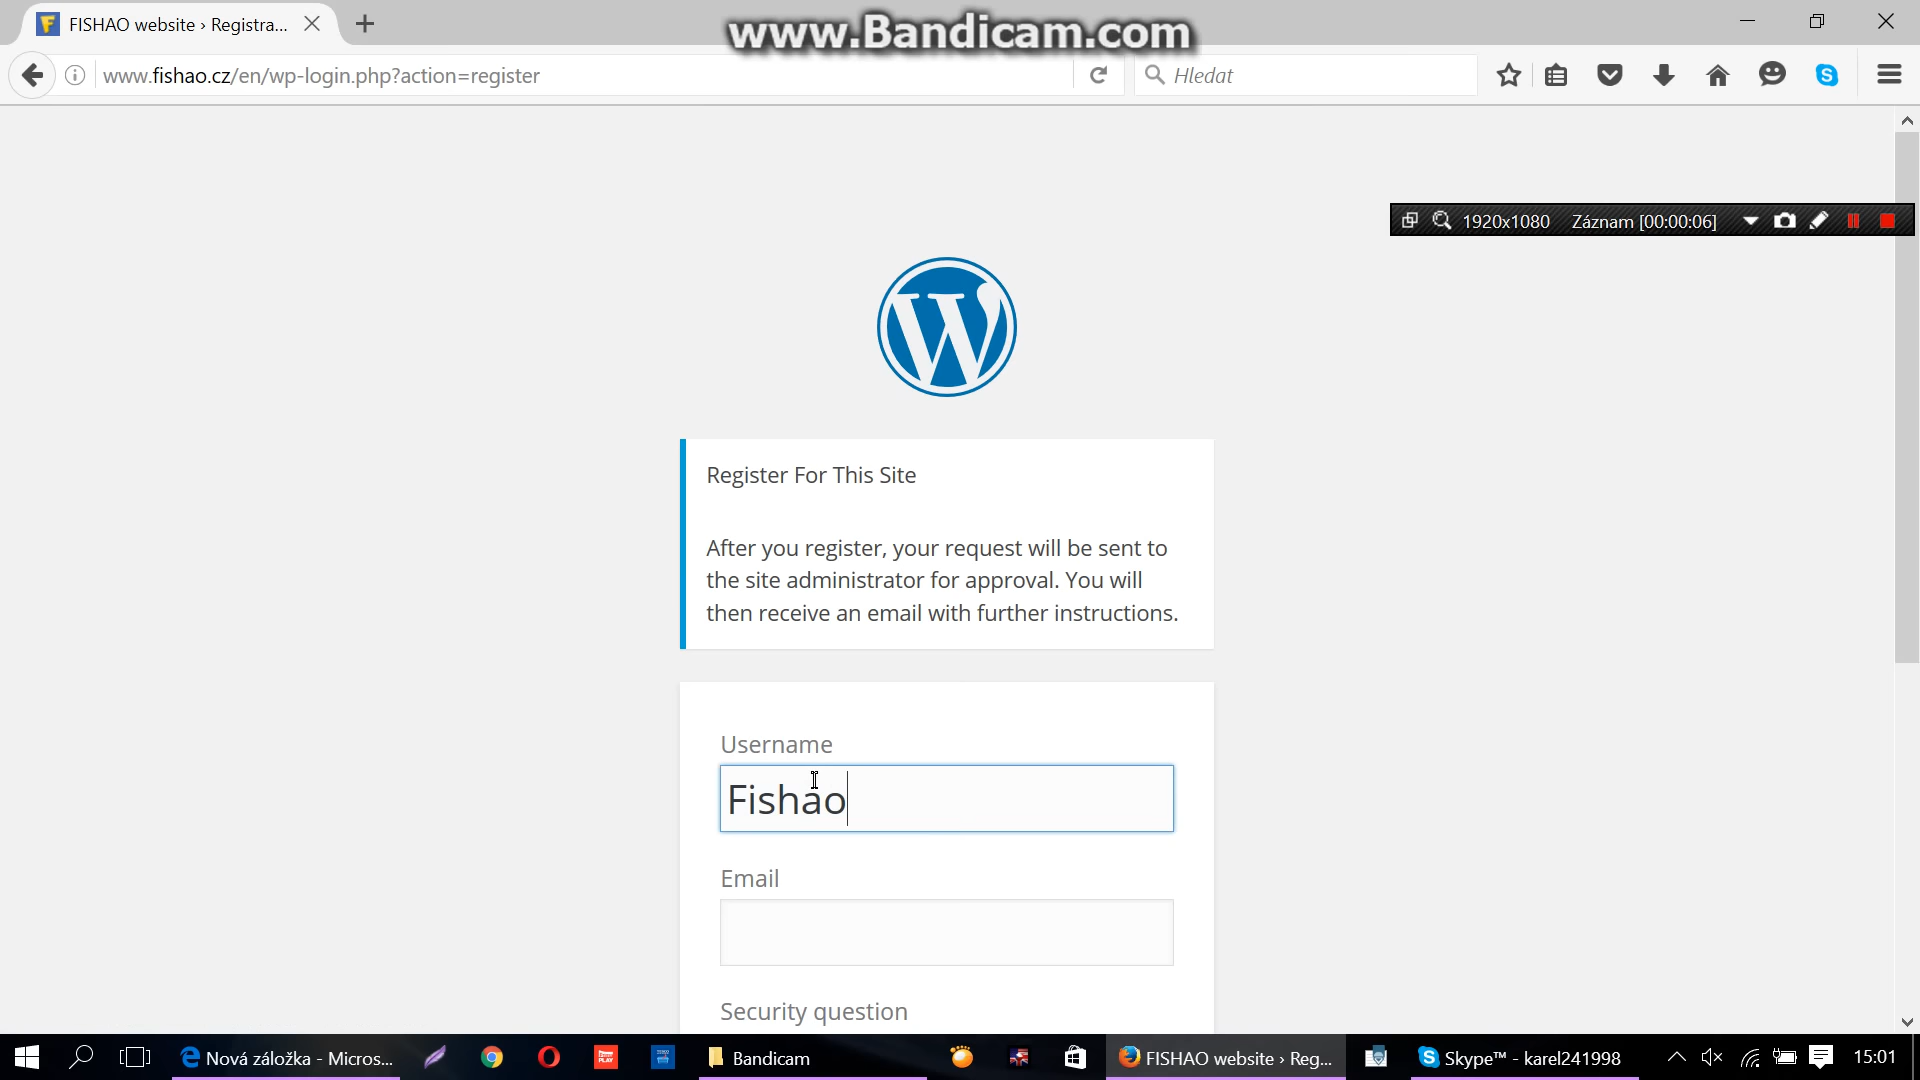 FISHAO website › Registra...
www.Bandicam.com
www.fishao.cz/en/wp-login.php?action=register
Hledat
1920x1080 Záznam [00:00:06]
Register For This Site
After you register, your request will be sent to
the site administrator for approval. You will
then receive an email with further instructions.
Username
Fishao
Email
Security question
Nová záložka - Micros...
Bandicam
FISHAO website › Reg...
Skype™ - karel241998
15:01